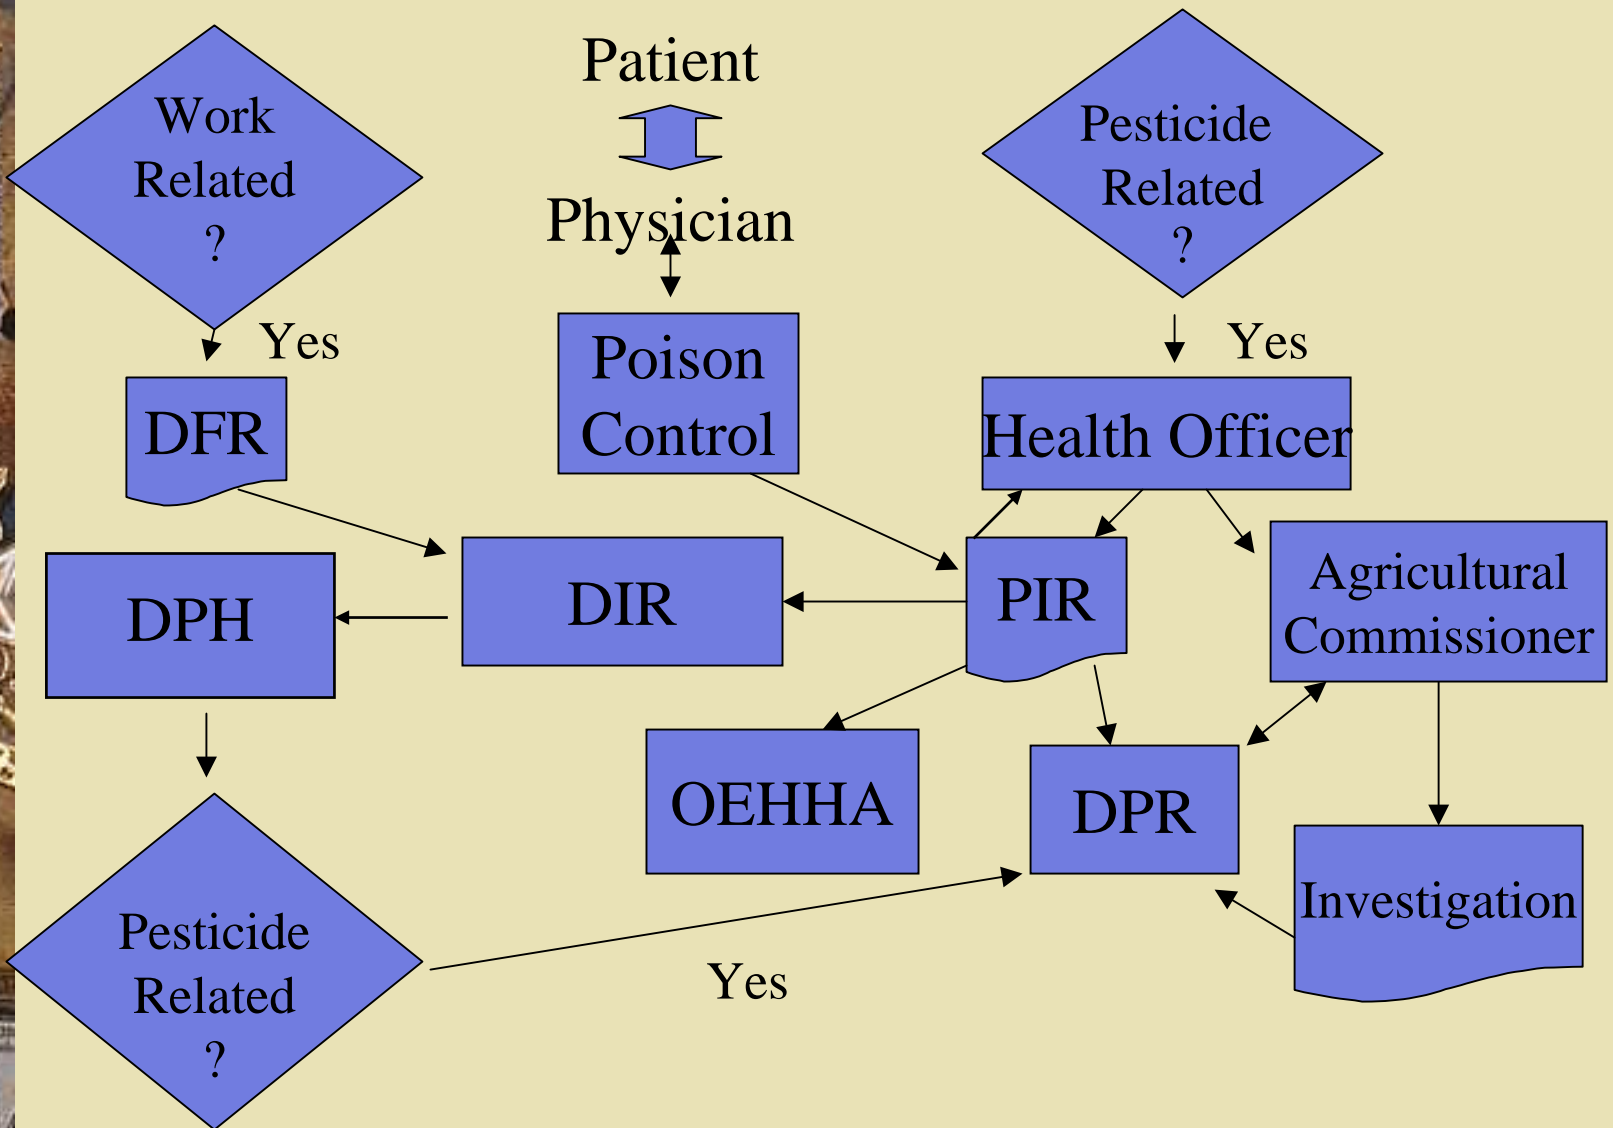 Work
Related
?
Patient
Physician
Pesticide
Related
?
Yes
Yes
DFR
Poison
Control
Health Officer
DPH
DIR
PIR
Agricultural
Commissioner
OEHHA
DPR
Investigation
Pesticide
Related
?
Yes